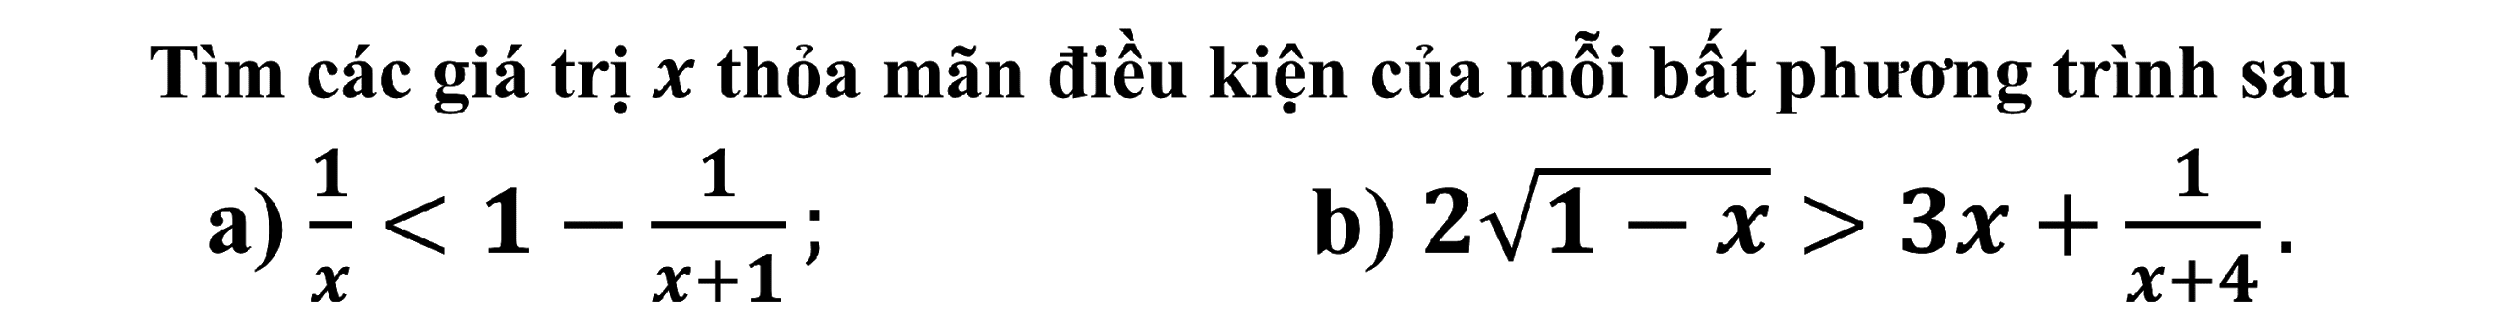 Tìm các giá trị x thỏa mãn điều kiện của mỗi bất phương trình sau
a) 1/x < 1 − 1/(x+1) ; b) 2√(1 − x) > 3x + 1/(x+4) .